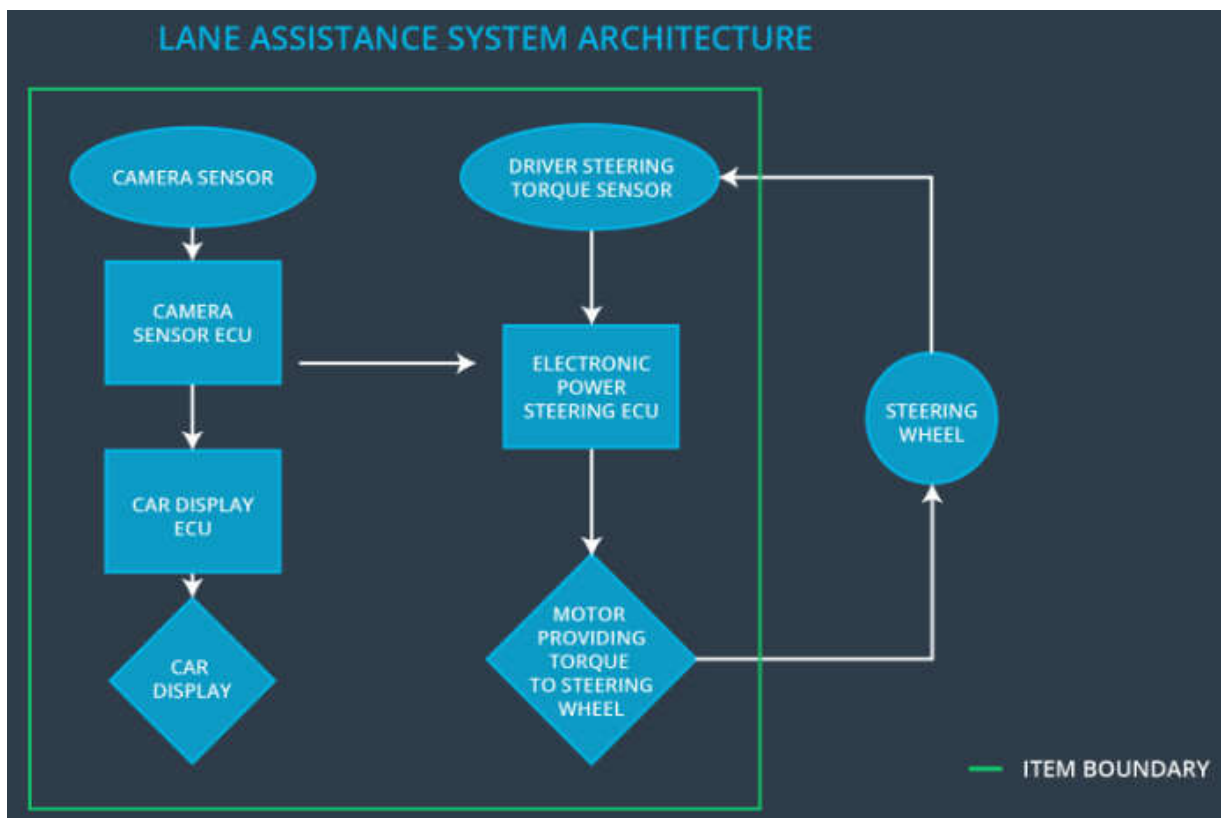 LANE ASSISTANCE SYSTEM ARCHITECTURE
CAMERA SENSOR
DRIVER STEERING
TORQUE SENSOR
CAMERA
SENSOR ECU
ELECTRONIC
POWER
STEERING ECU
STEERING
WHEEL
CAR DISPLAY
ECU
CAR
DISPLAY
MOTOR
PROVIDING
TORQUE
TO STEERING
WHEEL
ITEM BOUNDARY